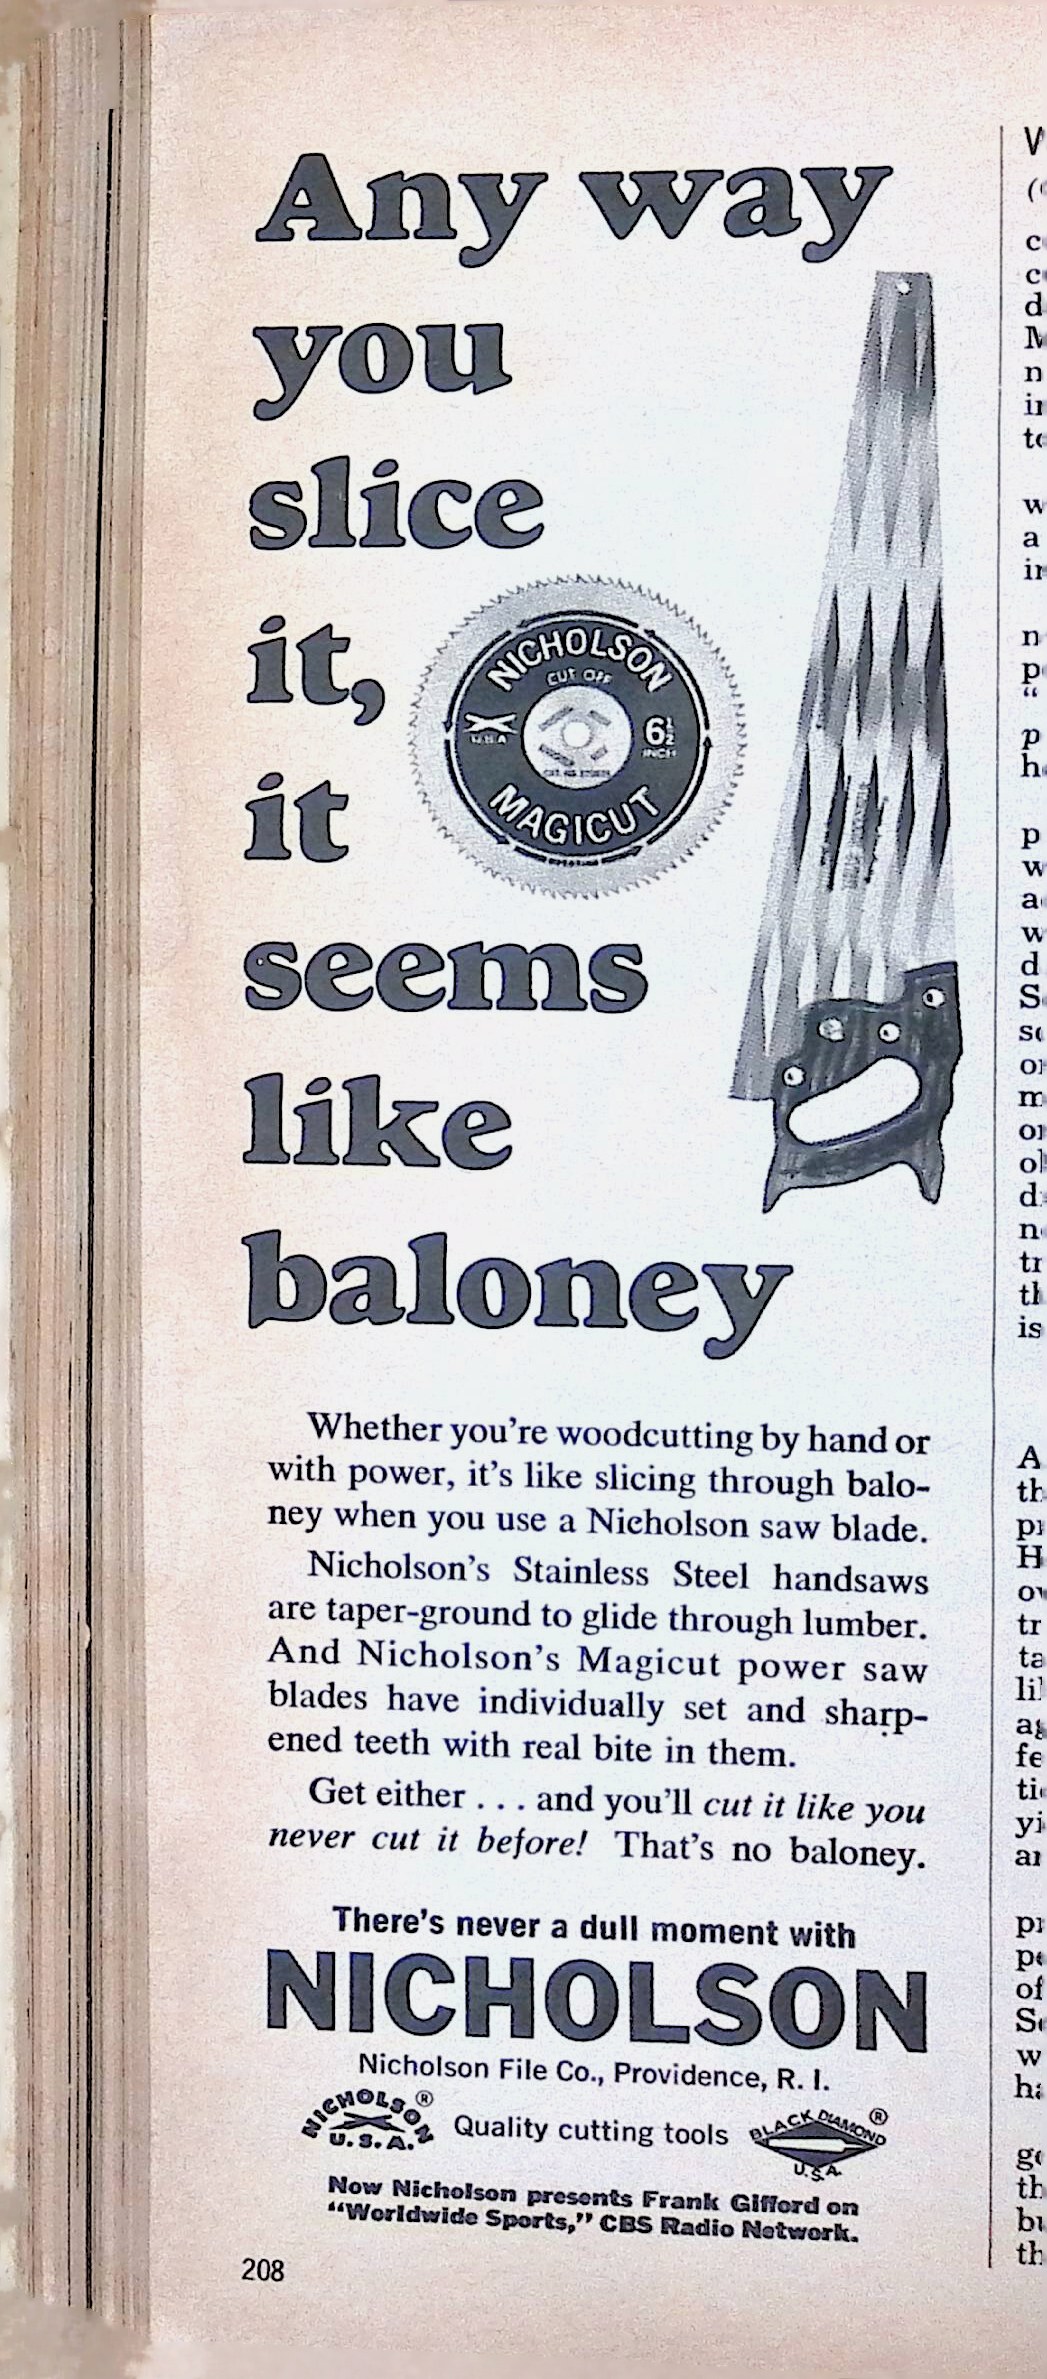 Any way
you
slice
it,
it
seems
like
baloney
NICHOLSON
CUT OFF
U.S.A
6½
INCH
MAGICUT
Whether you're woodcutting by hand or
with power, it's like slicing through balo-
ney when you use a Nicholson saw blade.
Nicholson's Stainless Steel handsaws
are taper-ground to glide through lumber.
And Nicholson's Magicut power saw
blades have individually set and sharp-
ened teeth with real bite in them.
Get either . . . and you'll cut it like you
never cut it before! That's no baloney.
There's never a dull moment with
NICHOLSON
Nicholson File Co., Providence, R. I.
NICHOLSON ®
U.S.A.
Quality cutting tools
BLACK DIAMOND ®
U.S.A.
Now Nicholson presents Frank Gifford on
“Worldwide Sports,” CBS Radio Network.
208